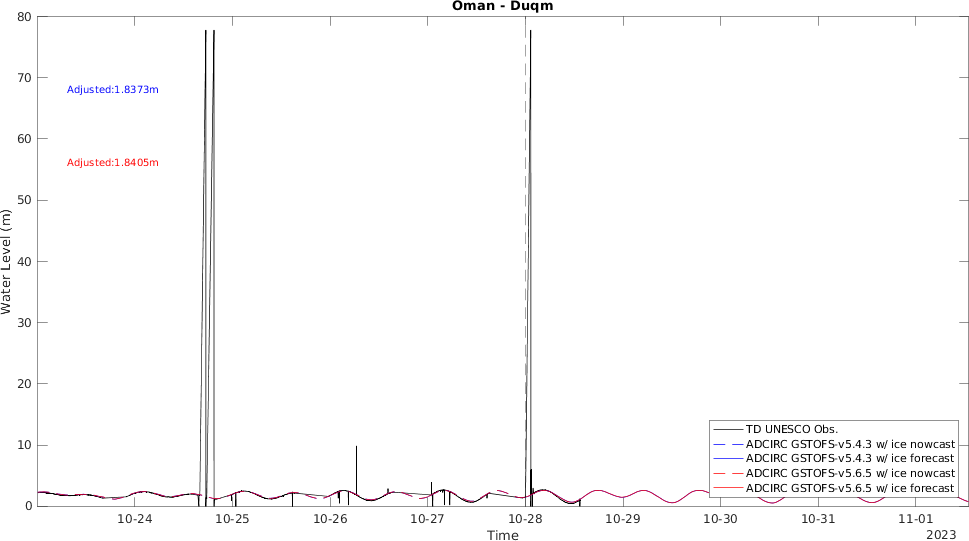 Oman - Duqm
80
70
60
50
40
30
20
10
0
Water Level (m)
Adjusted:1.8373m
Adjusted:1.8405m
TD UNESCO Obs.
ADCIRC GSTOFS-v5.4.3 w/ ice nowcast
ADCIRC GSTOFS-v5.4.3 w/ ice forecast
ADCIRC GSTOFS-v5.6.5 w/ ice nowcast
ADCIRC GSTOFS-v5.6.5 w/ ice forecast
10-24 10-25 10-26 10-27 10-28 10-29 10-30 10-31 11-01
Time
2023